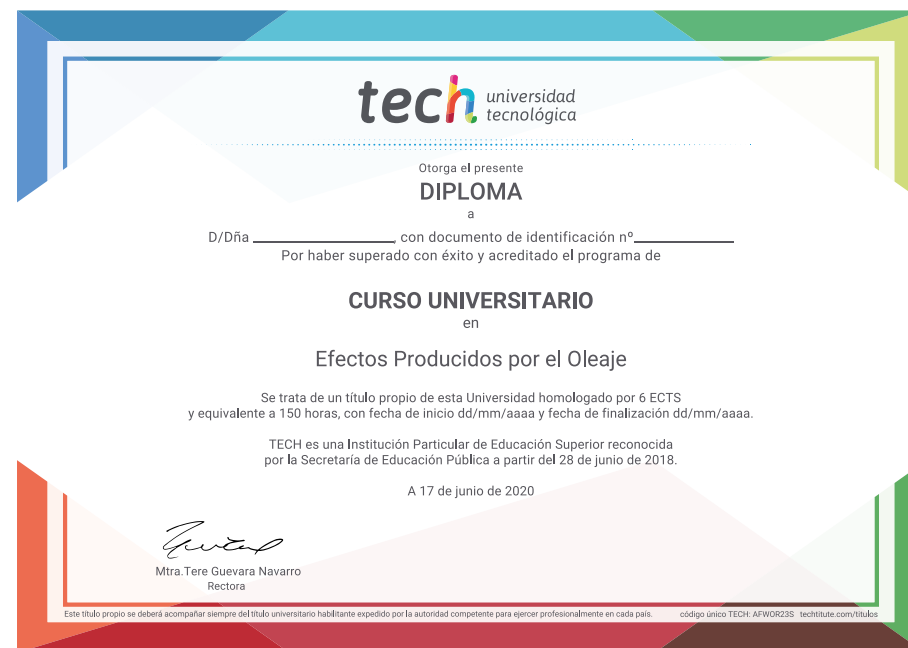 tech universidad
tecnológica
Otorga el presente
DIPLOMA
a
D/Dña ____________________, con documento de identificación nº______________
Por haber superado con éxito y acreditado el programa de
CURSO UNIVERSITARIO
en
Efectos Producidos por el Oleaje
Se trata de un título propio de esta Universidad homologado por 6 ECTS
y equivalente a 150 horas, con fecha de inicio dd/mm/aaaa y fecha de finalización dd/mm/aaaa.
TECH es una Institución Particular de Educación Superior reconocida
por la Secretaría de Educación Pública a partir del 28 de junio de 2018.
A 17 de junio de 2020
Mtra.Tere Guevara Navarro
Rectora
Este título propio se deberá acompañar siempre del título universitario habilitante expedido por la autoridad competente para ejercer profesionalmente en cada país. código único TECH: AFWOR23S techtitute.com/titulos